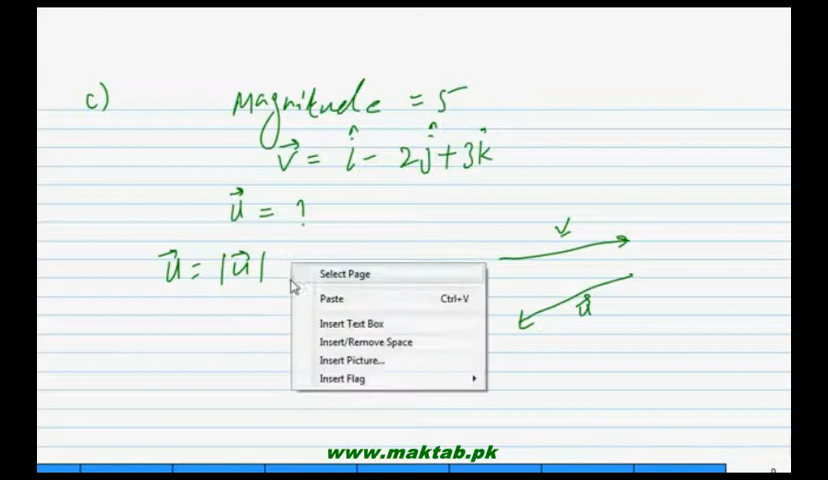 c) Magnitude = 5
v⃗ = î - 2ĵ + 3k̂
u⃗ = ?
u⃗ = |u⃗|
v
u⃗
Select Page
Paste Ctrl+V
Insert Text Box
Insert/Remove Space
Insert Picture...
Insert Flag
www.maktab.pk